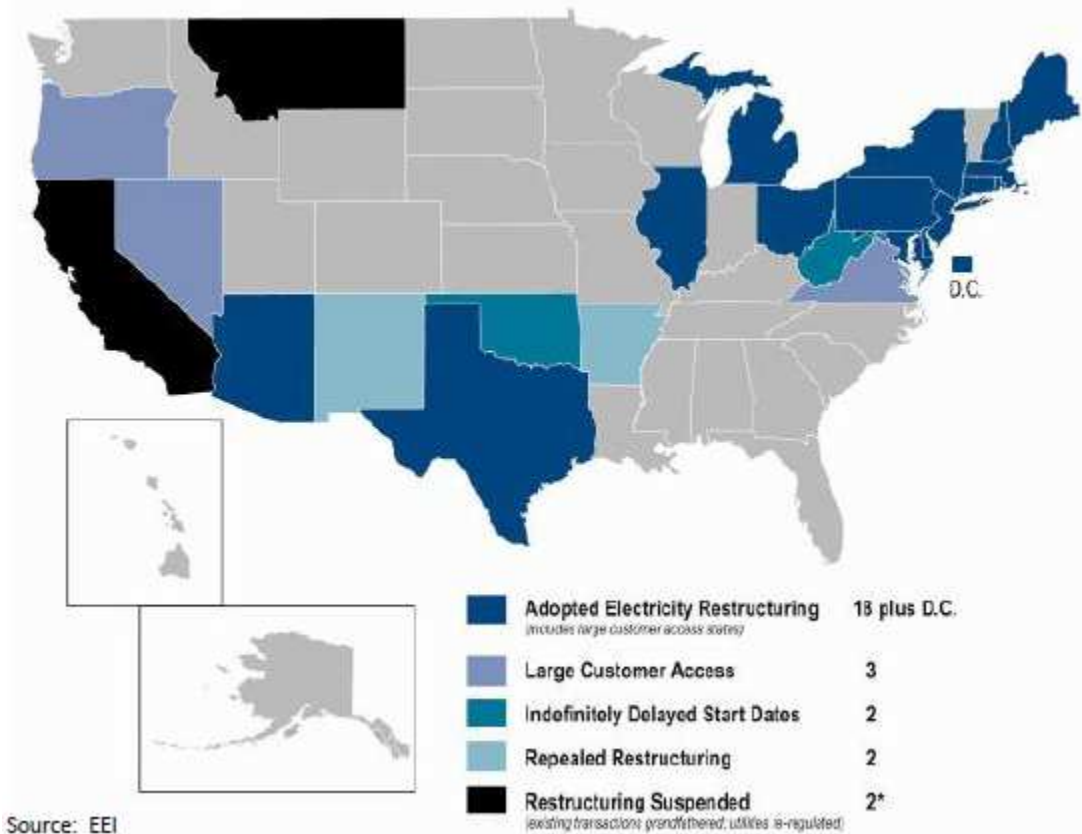 D.C.
Adopted Electricity Restructuring 18 plus D.C.
(includes large customer access states)
Large Customer Access 3
Indefinitely Delayed Start Dates 2
Repealed Restructuring 2
Restructuring Suspended 2*
(existing transactions grandfathered; utilities re-regulated)
Source: EEI